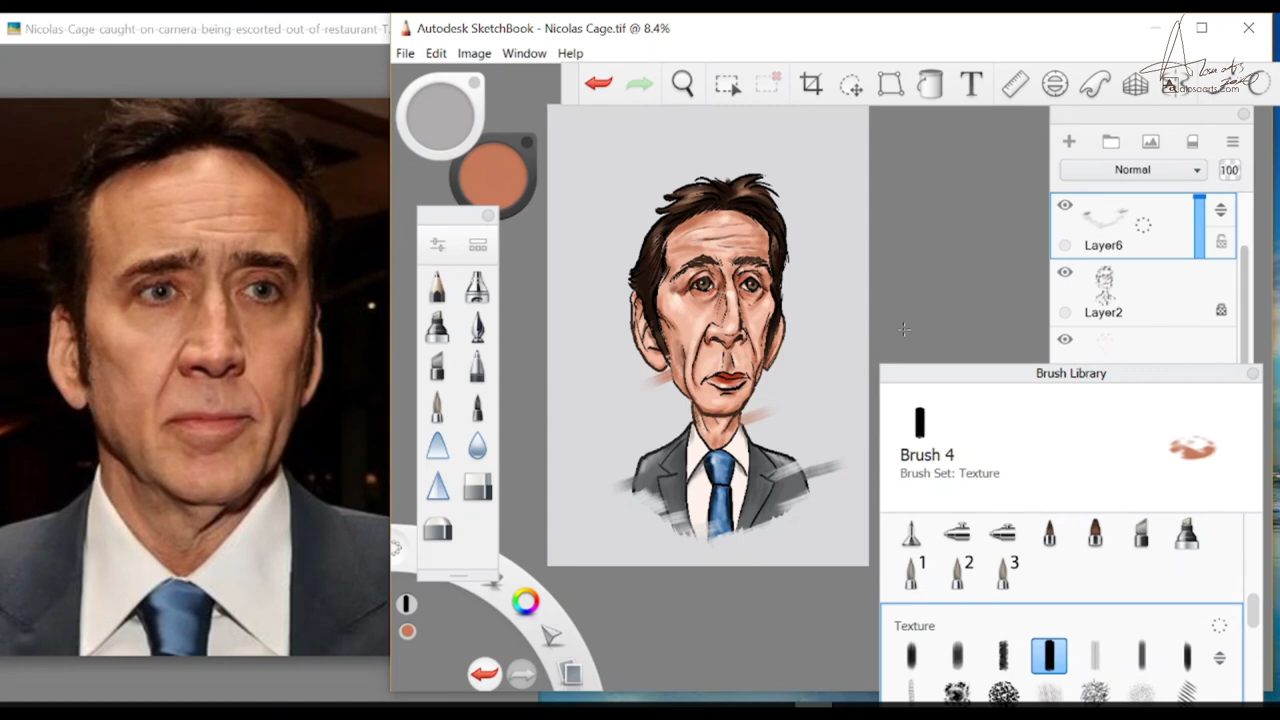 Nicolas-Cage-caught-on-camera-being-escorted-out-of-restaurant-T...
Autodesk SketchBook - Nicolas Cage.tif @ 8.4%
File Edit Image Window Help
T
Normal
100
Layer6
Layer2
Brush Library
Brush 4
Brush Set: Texture
1 2 3
Texture